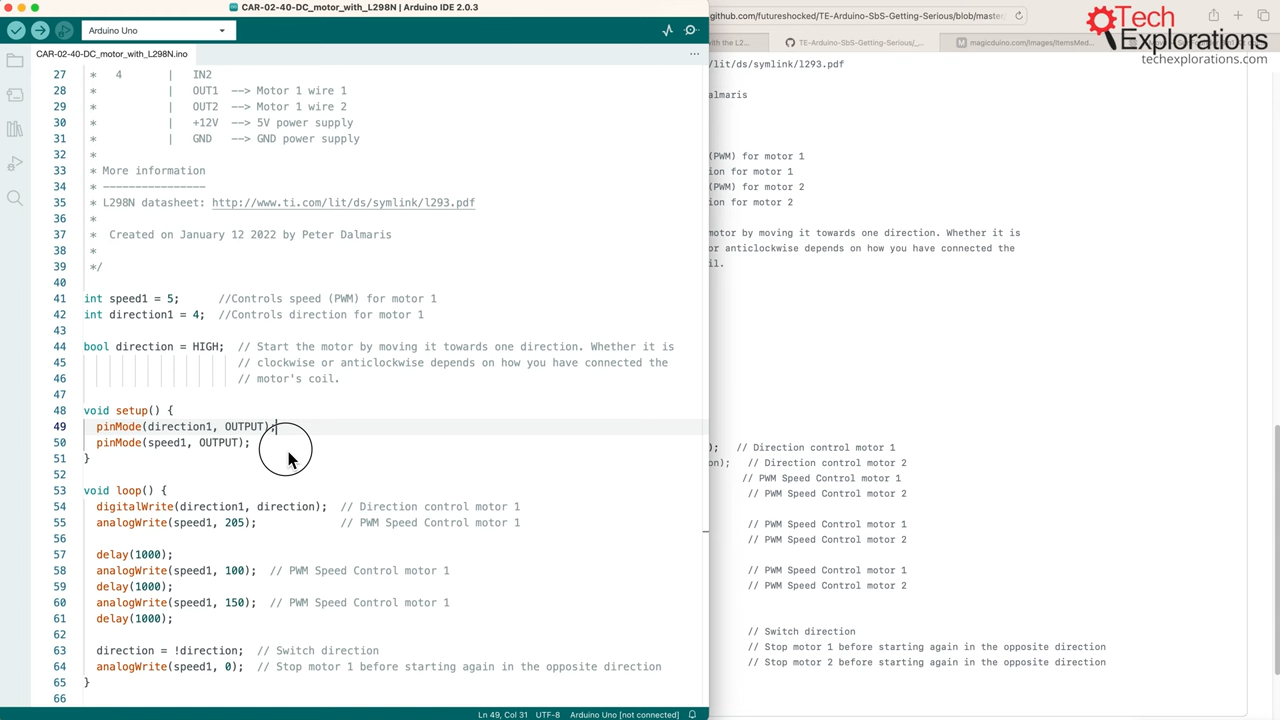 CAR-02-40-DC_motor_with_L298N | Arduino IDE 2.0.3
Arduino Uno
CAR-02-40-DC_motor_with_L298N.ino
27 * 4 | IN2
28 * | OUT1 --> Motor 1 wire 1
29 * | OUT2 --> Motor 1 wire 2
30 * | +12V --> 5V power supply
31 * | GND --> GND power supply
32 *
33 * More information
34 * ----------------
35 * L298N datasheet: http://www.ti.com/lit/ds/symlink/l293.pdf
36 *
37 * Created on January 12 2022 by Peter Dalmaris
38 *
39 */
40
41 int speed1 = 5; //Controls speed (PWM) for motor 1
42 int direction1 = 4; //Controls direction for motor 1
43
44 bool direction = HIGH; // Start the motor by moving it towards one direction. Whether it is
45 // clockwise or anticlockwise depends on how you have connected the
46 // motor's coil.
47
48 void setup() {
49 pinMode(direction1, OUTPUT);
50 pinMode(speed1, OUTPUT);
51 }
52
53 void loop() {
54 digitalWrite(direction1, direction); // Direction control motor 1
55 analogWrite(speed1, 205); // PWM Speed Control motor 1
56
57 delay(1000);
58 analogWrite(speed1, 100); // PWM Speed Control motor 1
59 delay(1000);
60 analogWrite(speed1, 150); // PWM Speed Control motor 1
61 delay(1000);
62
63 direction = !direction; // Switch direction
64 analogWrite(speed1, 0); // Stop motor 1 before starting again in the opposite direction
65 }
66
Ln 49, Col 31 UTF-8 Arduino Uno [not connected]
github.com/futureshocked/TE-Arduino-SbS-Getting-Serious/blob/master
with the L2...
TE-Arduino-SbS-Getting-Serious/_...
magicduino.com/Images/ItemsMed...
Tech
Explorations
techexplorations.com
/lit/ds/symlink/l293.pdf
Dalmaris
(PWM) for motor 1
ion for motor 1
(PWM) for motor 2
ion for motor 2
motor by moving it towards one direction. Whether it is
or anticlockwise depends on how you have connected the
il.
); // Direction control motor 1
on); // Direction control motor 2
// PWM Speed Control motor 1
// PWM Speed Control motor 2
// PWM Speed Control motor 1
// PWM Speed Control motor 2
// PWM Speed Control motor 1
// PWM Speed Control motor 2
// Switch direction
// Stop motor 1 before starting again in the opposite direction
// Stop motor 2 before starting again in the opposite direction